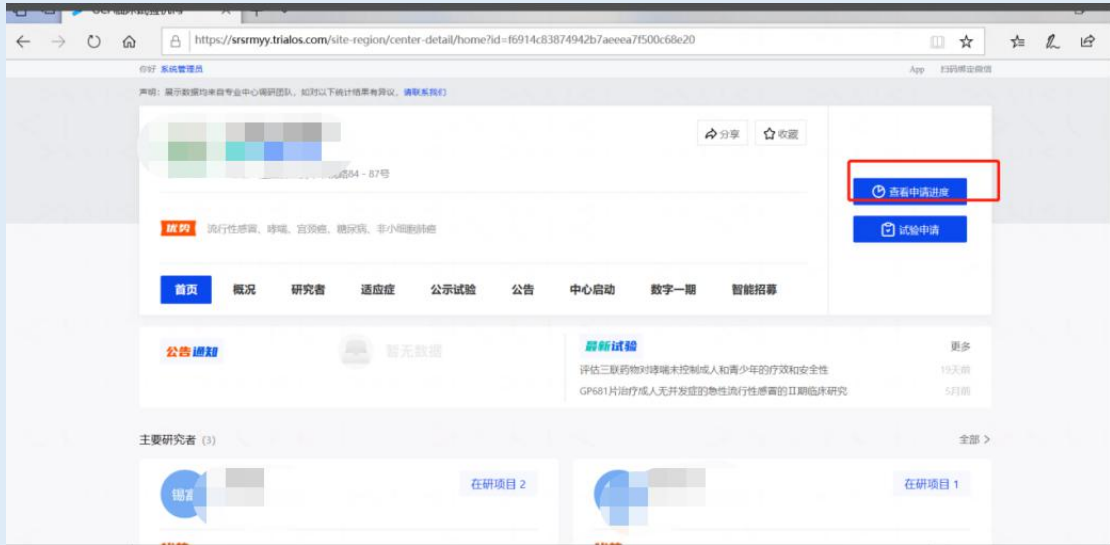 https://srsrmyy.trialos.com/site-region/center-detail/home?id=f6914c83874942b7aeeea7f500c68e20
你好 系统管理员
App 扫码绑定微信
声明：展示数据均来自专业中心调研团队，如对以下统计结果有异议，请联系我们
分享 收藏
84－87号
查看申请进度
优势 流行性感冒、哮喘、宫颈癌、糖尿病、非小细胞肺癌
试验申请
首页 概况 研究者 适应症 公示试验 公告 中心启动 数字一期 智能招募
公告通知
暂无数据
最新试验 更多
评估三联药物对哮喘未控制成人和青少年的疗效和安全性 19天前
GP681片治疗成人无并发症的急性流行性感冒的II期临床研究 5月前
主要研究者 (3) 全部 >
在研项目 2
在研项目 1